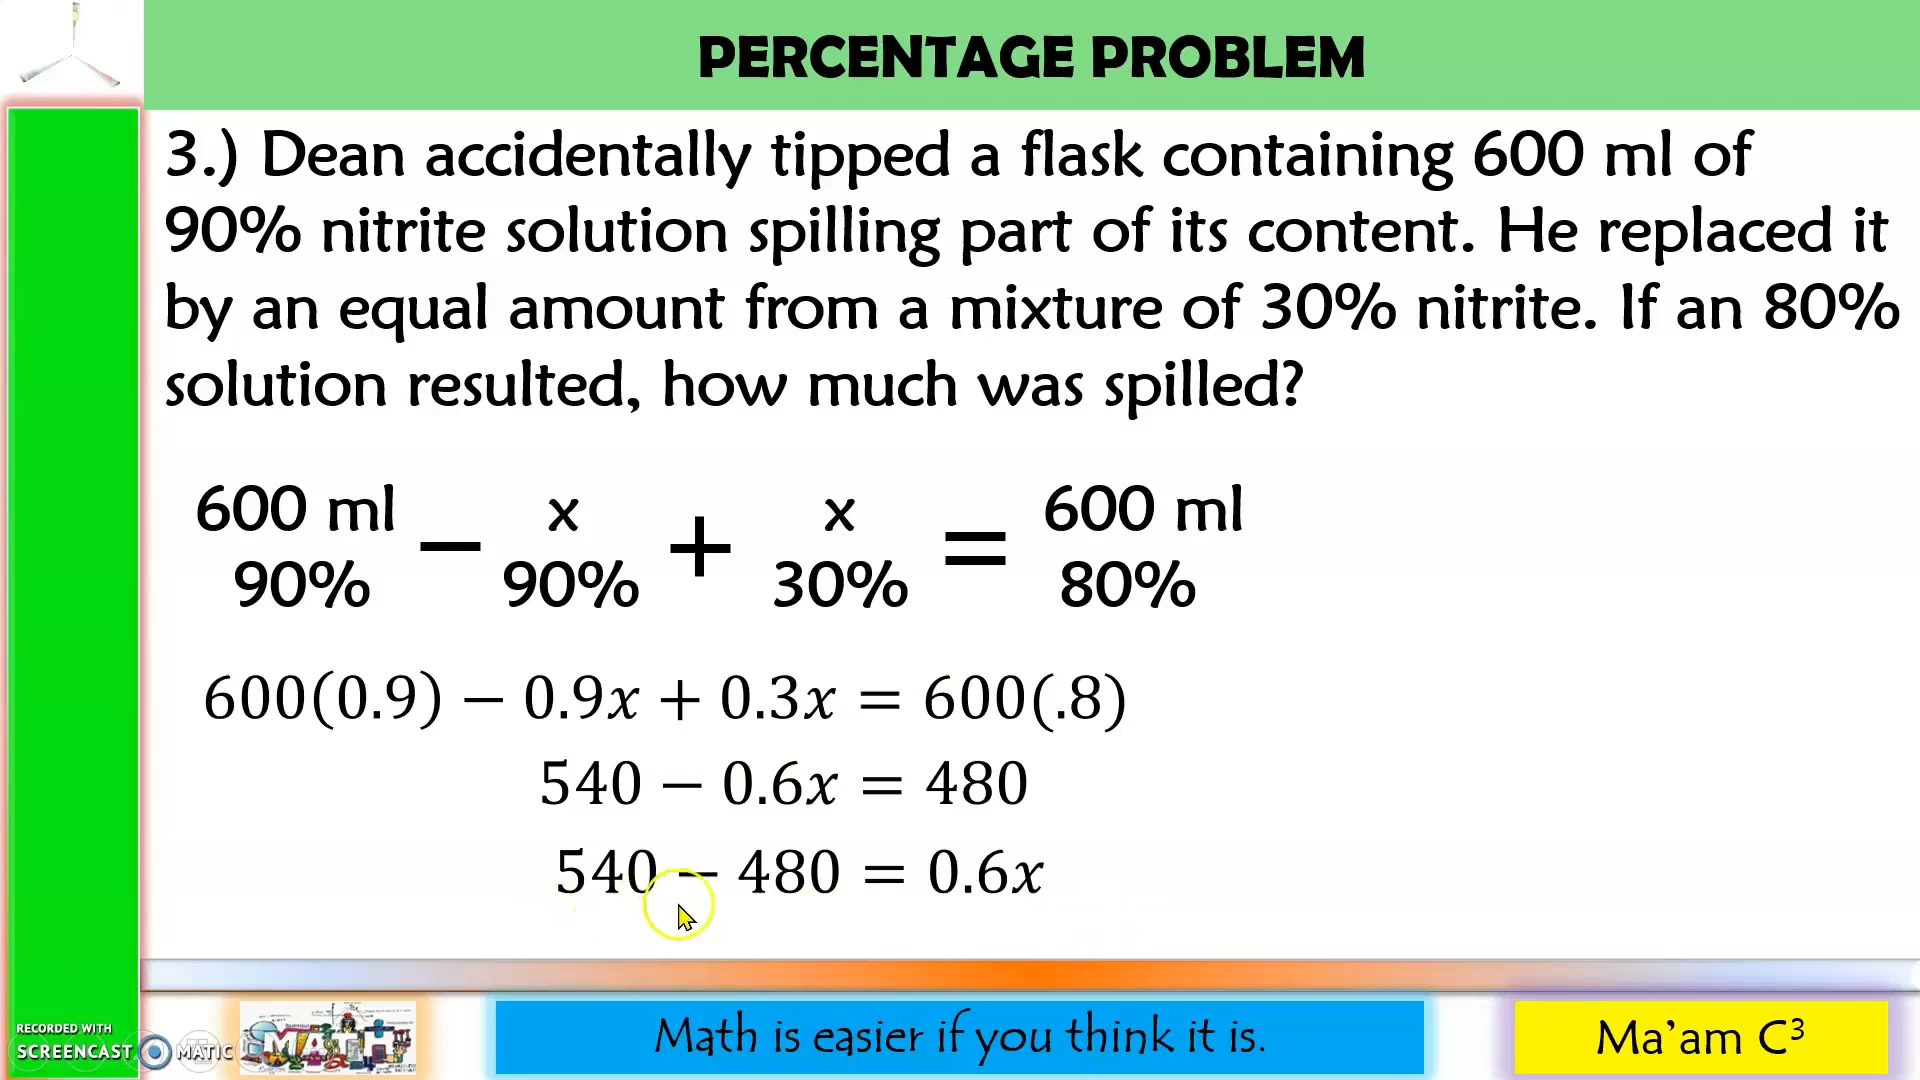 PERCENTAGE PROBLEM
3.) Dean accidentally tipped a flask containing 600 ml of
90% nitrite solution spilling part of its content. He replaced it
by an equal amount from a mixture of 30% nitrite. If an 80%
solution resulted, how much was spilled?
600 ml − x + x = 600 ml
90% 90% 30% 80%
600(0.9) − 0.9x + 0.3x = 600(.8)
540 − 0.6x = 480
540 − 480 = 0.6x
RECORDED WITH
SCREENCAST MATIC
MATH
Math is easier if you think it is.
Ma'am C³